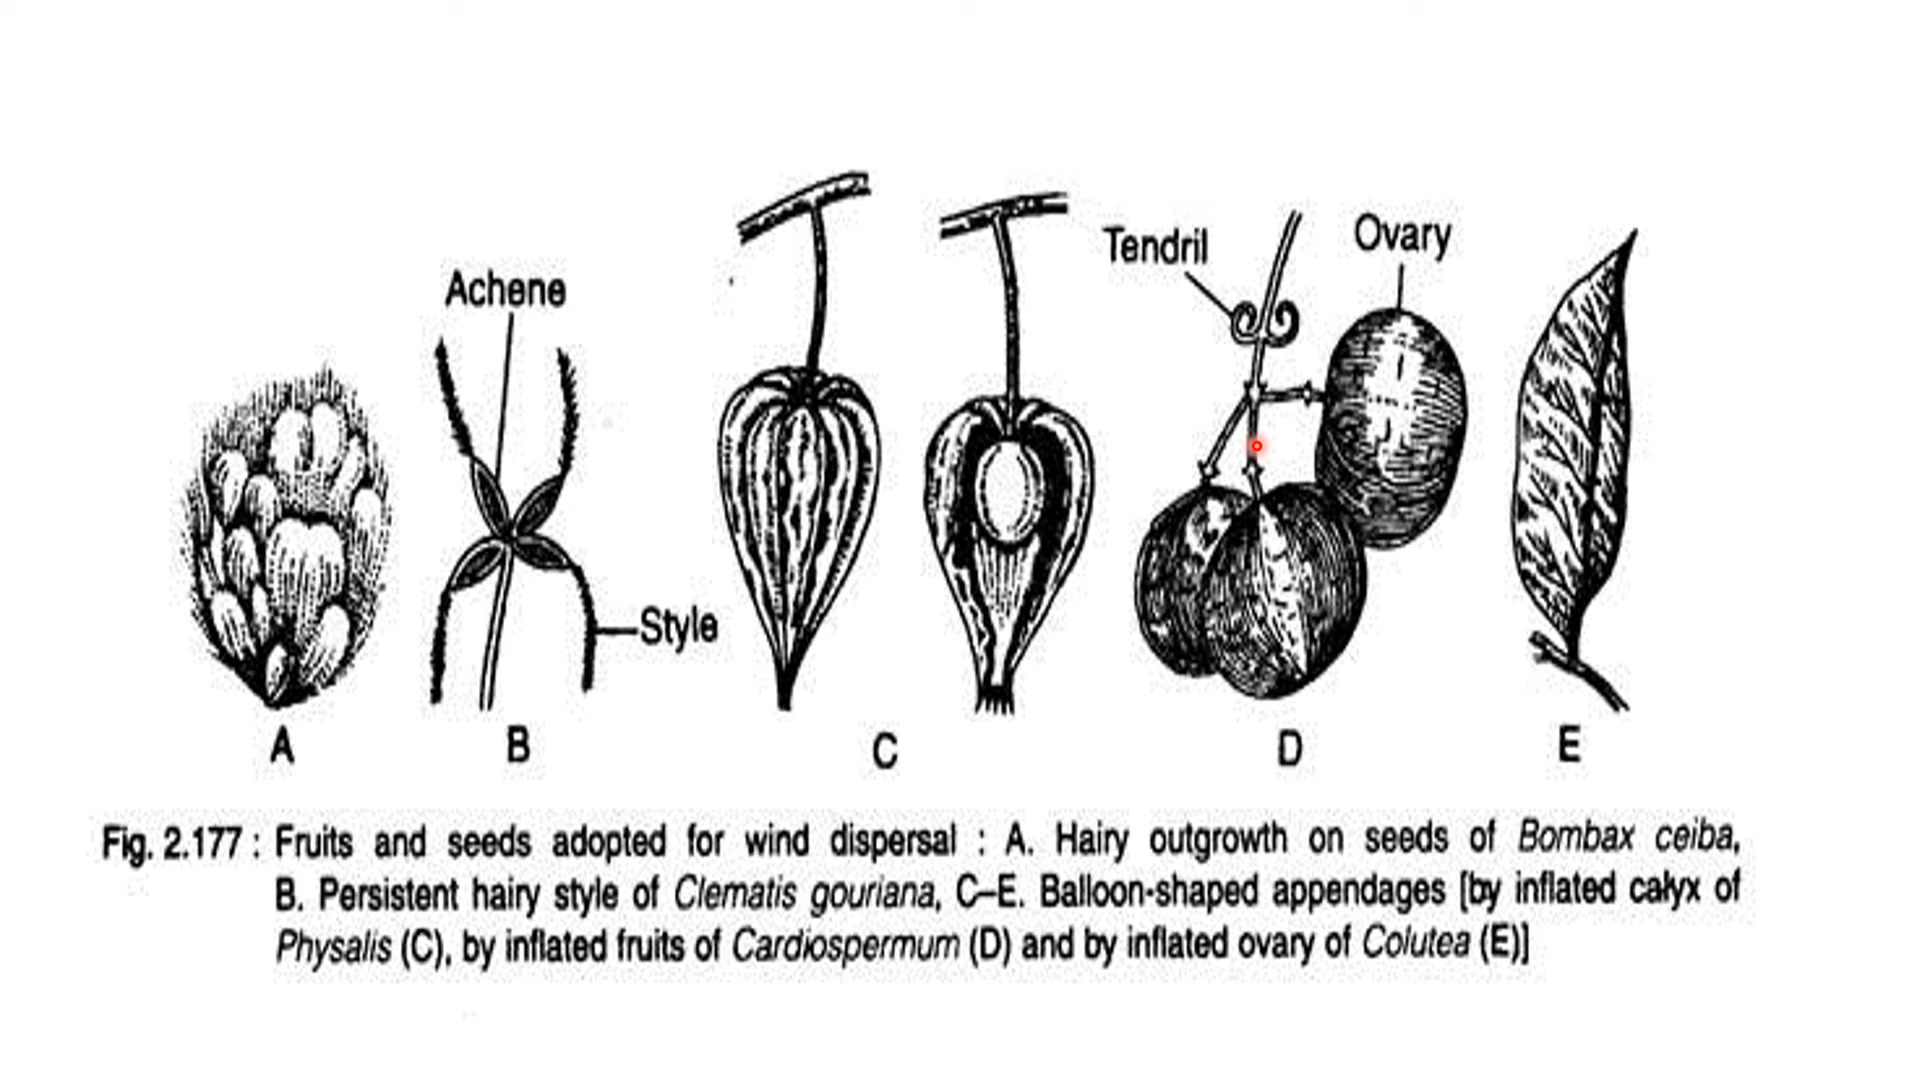 Achene
Tendril
Ovary
Style
A
B
C
D
E
Fig. 2.177 : Fruits and seeds adopted for wind dispersal : A. Hairy outgrowth on seeds of Bombax ceiba,
B. Persistent hairy style of Clematis gouriana, C–E. Balloon-shaped appendages [by inflated calyx of
Physalis (C), by inflated fruits of Cardiospermum (D) and by inflated ovary of Colutea (E)]